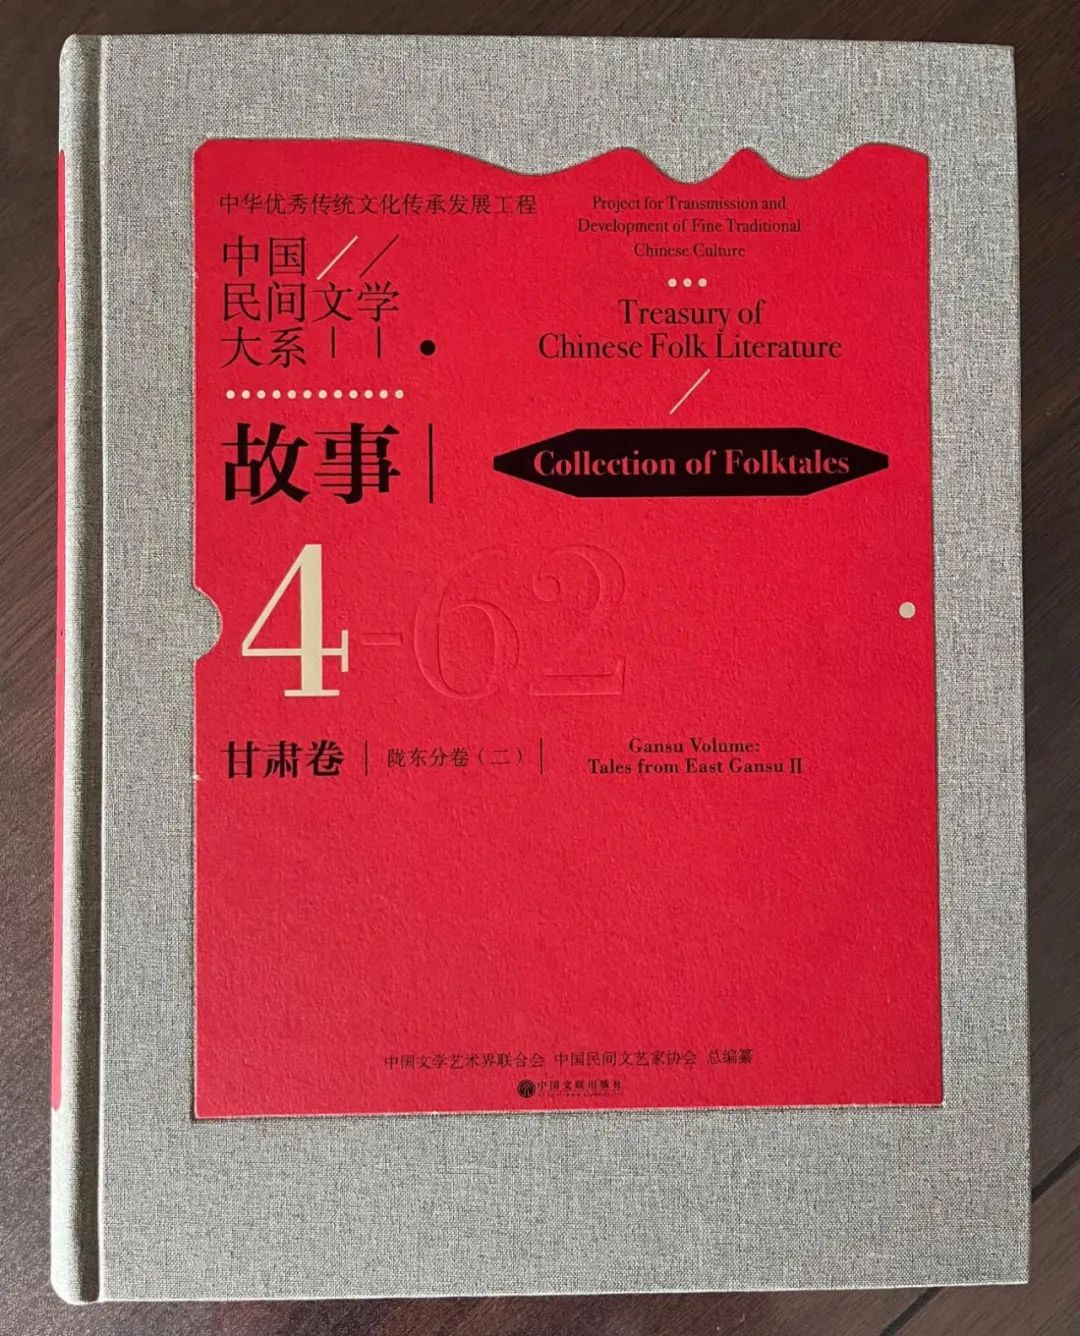 中华优秀传统文化传承发展工程
中国
民间文学
大系
故事
4-62
甘肃卷
陇东分卷（二）
Project for Transmission and
Development of Fine Traditional
Chinese Culture
Treasury of
Chinese Folk Literature
Collection of Folktales
Gansu Volume:
Tales from East Gansu II
中国文学艺术界联合会 中国民间文艺家协会 总编纂
中国文联出版社